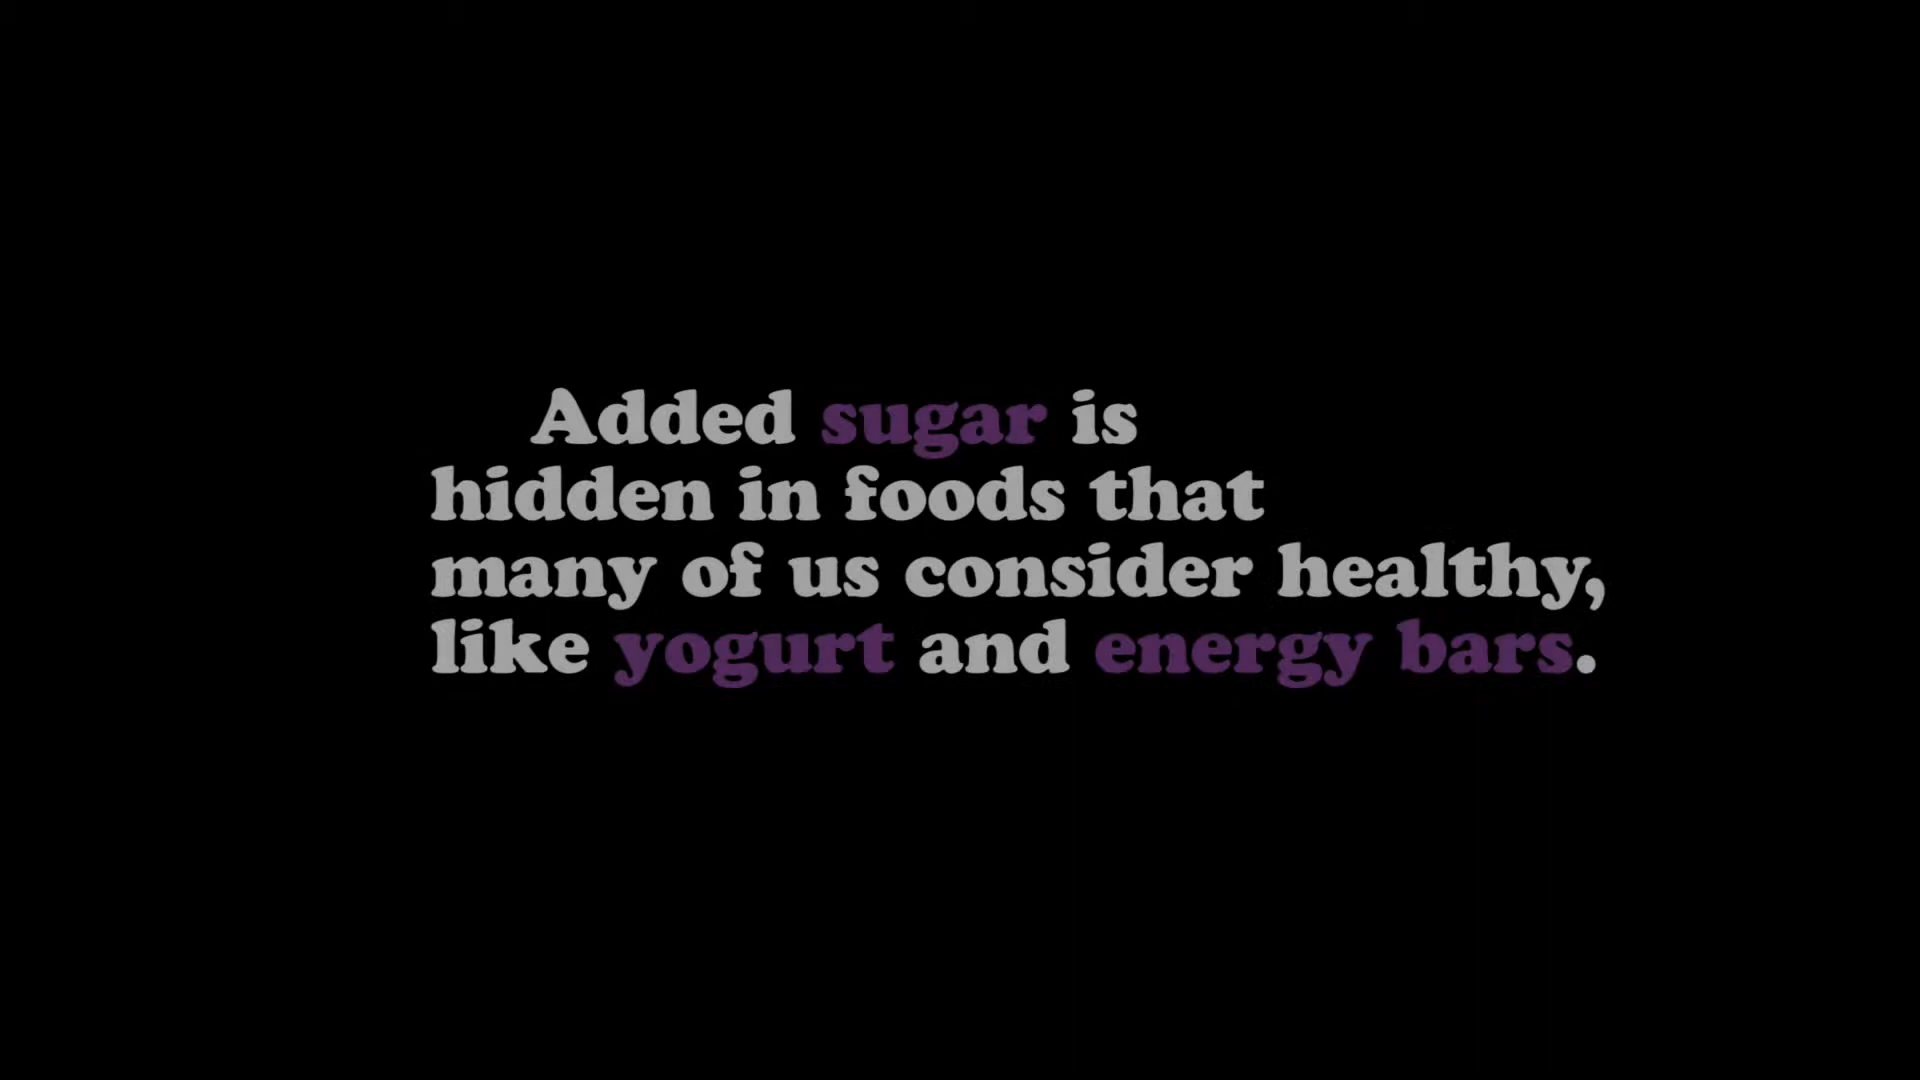 Added sugar is
hidden in foods that
many of us consider healthy,
like yogurt and energy bars.